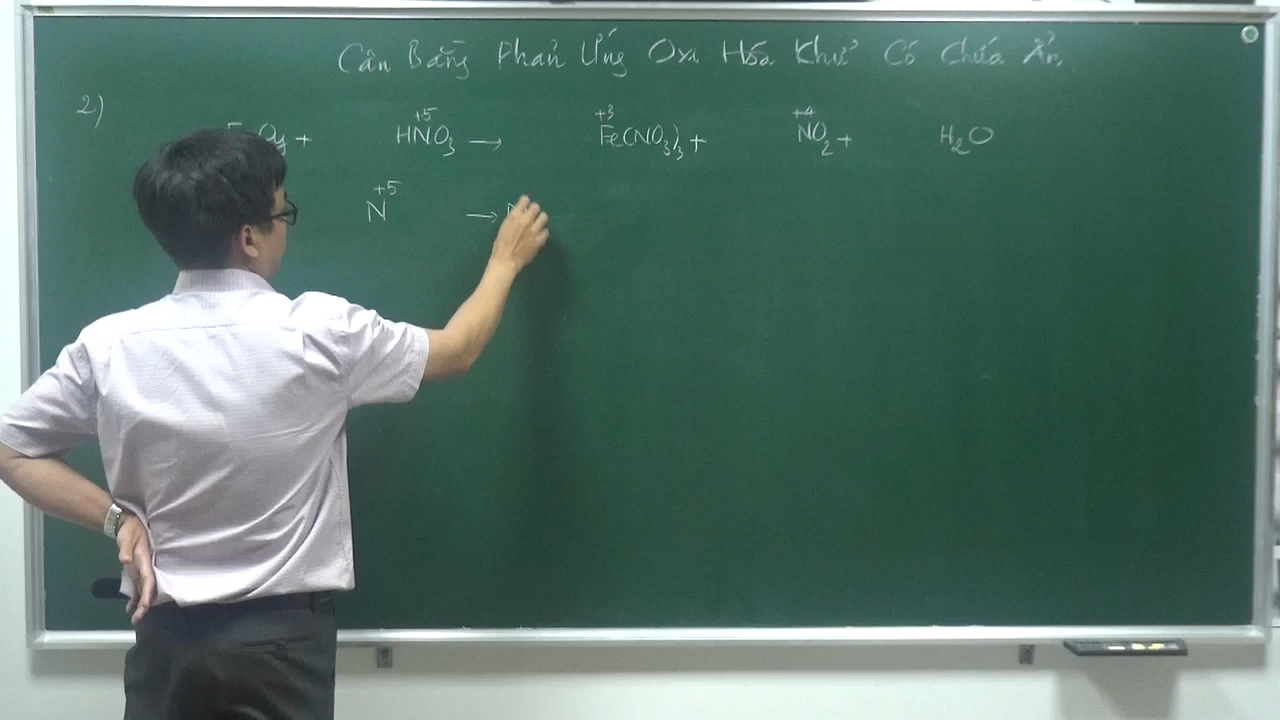 Cân Bằng Phản Ứng Oxi Hóa Khử Có Chứa Ẩn
2)
+5 +3 +4
Oy + HNO3 → Fe(NO3)3 + NO2 + H2O
+5
N →